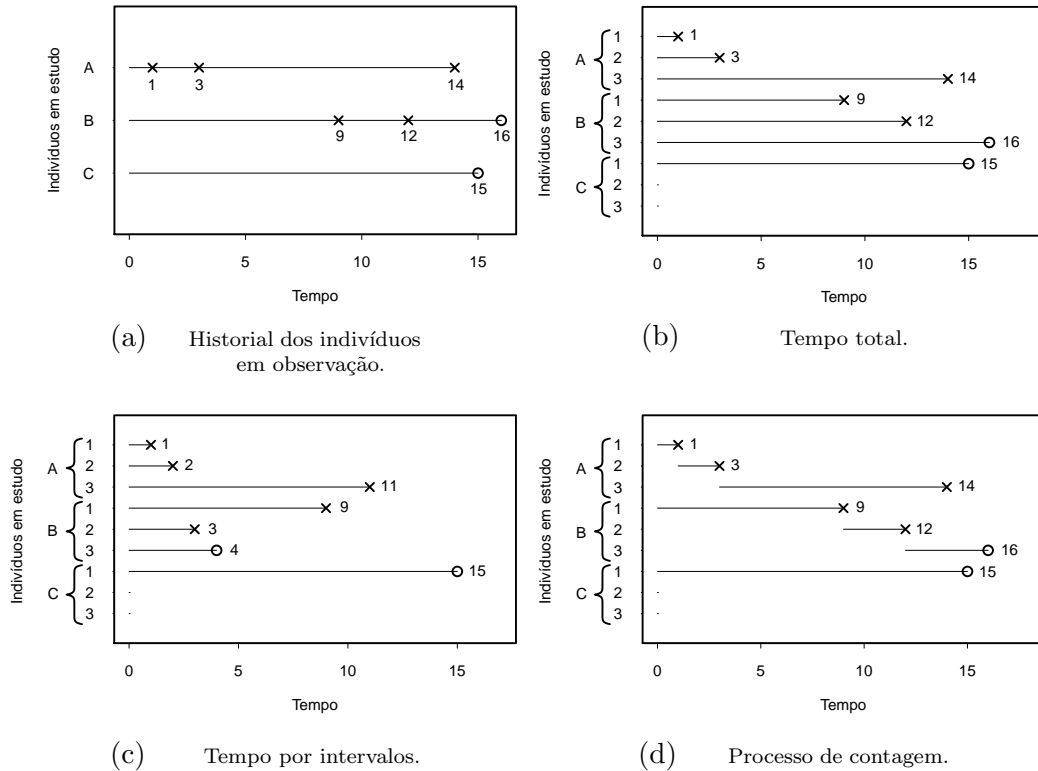 Indivíduos em estudo
A
B
C
1
3
14
9
12
16
15
0 5 10 15
Tempo
(a) Historial dos indivíduos
em observação.
Indivíduos em estudo
A
B
C
1
2
3
1
2
3
1
2
3
1
3
14
9
12
16
15
0 5 10 15
Tempo
(b) Tempo total.
Indivíduos em estudo
A
B
C
1
2
3
1
2
3
1
2
3
1
2
11
9
3
4
15
0 5 10 15
Tempo
(c) Tempo por intervalos.
Indivíduos em estudo
A
B
C
1
2
3
1
2
3
1
2
3
1
3
14
9
12
16
15
0 5 10 15
Tempo
(d) Processo de contagem.